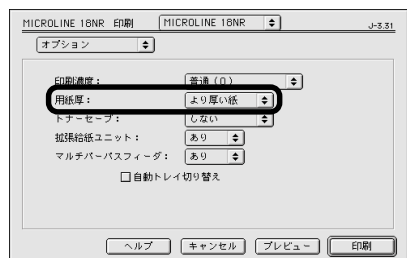 MICROLINE 18NR 印刷 MICROLINE 18NR J-3.31
オプション
印刷濃度： 普通（0）
用紙厚： より厚い紙
トナーセーブ： しない
拡張給紙ユニット： あり
マルチパーパスフィーダ： あり
自動トレイ切り替え
ヘルプ キャンセル プレビュー 印刷